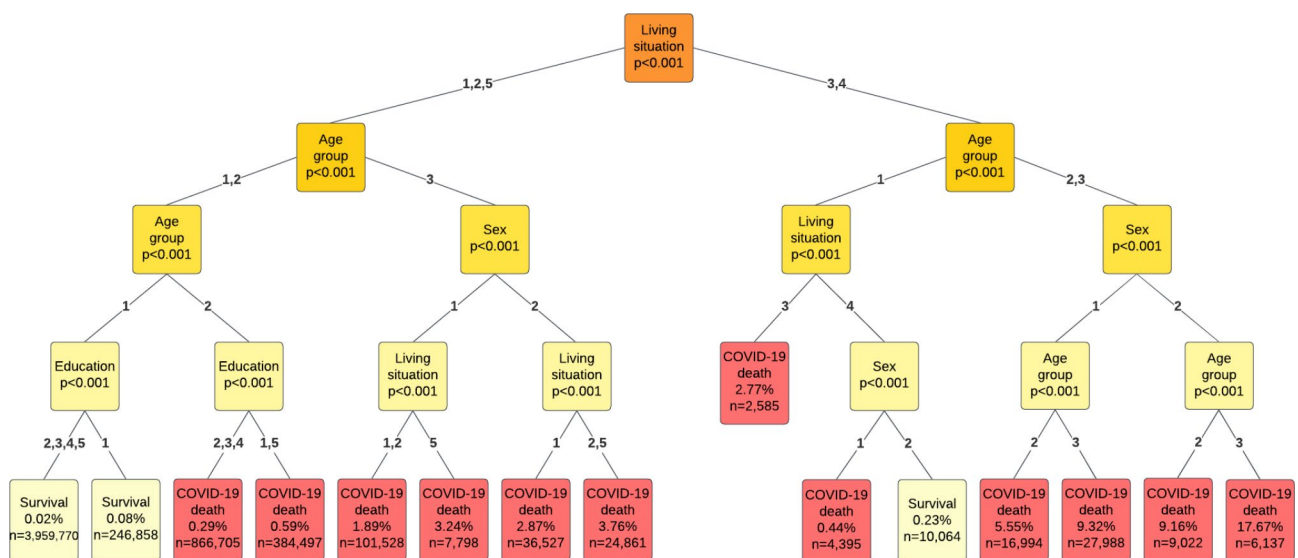 Living
situation
p<0.001
1,2,5
3,4
Age
group
p<0.001
Age
group
p<0.001
1,2
3
1
2,3
Age
group
p<0.001
Sex
p<0.001
Living
situation
p<0.001
Sex
p<0.001
1
2
1
2
3
4
1
2
Education
p<0.001
Education
p<0.001
Living
situation
p<0.001
Living
situation
p<0.001
COVID-19
death
2.77%
n=2,585
Sex
p<0.001
Age
group
p<0.001
Age
group
p<0.001
2,3,4,5
1
2,3,4
1,5
1,2
5
1
2,5
1
2
2
3
2
3
Survival
0.02%
n=3,959,770
Survival
0.08%
n=246,858
COVID-19
death
0.29%
n=866,705
COVID-19
death
0.59%
n=384,497
COVID-19
death
1.89%
n=101,528
COVID-19
death
3.24%
n=7,798
COVID-19
death
2.87%
n=36,527
COVID-19
death
3.76%
n=24,861
COVID-19
death
0.44%
n=4,395
Survival
0.23%
n=10,064
COVID-19
death
5.55%
n=16,994
COVID-19
death
9.32%
n=27,988
COVID-19
death
9.16%
n=9,022
COVID-19
death
17.67%
n=6,137